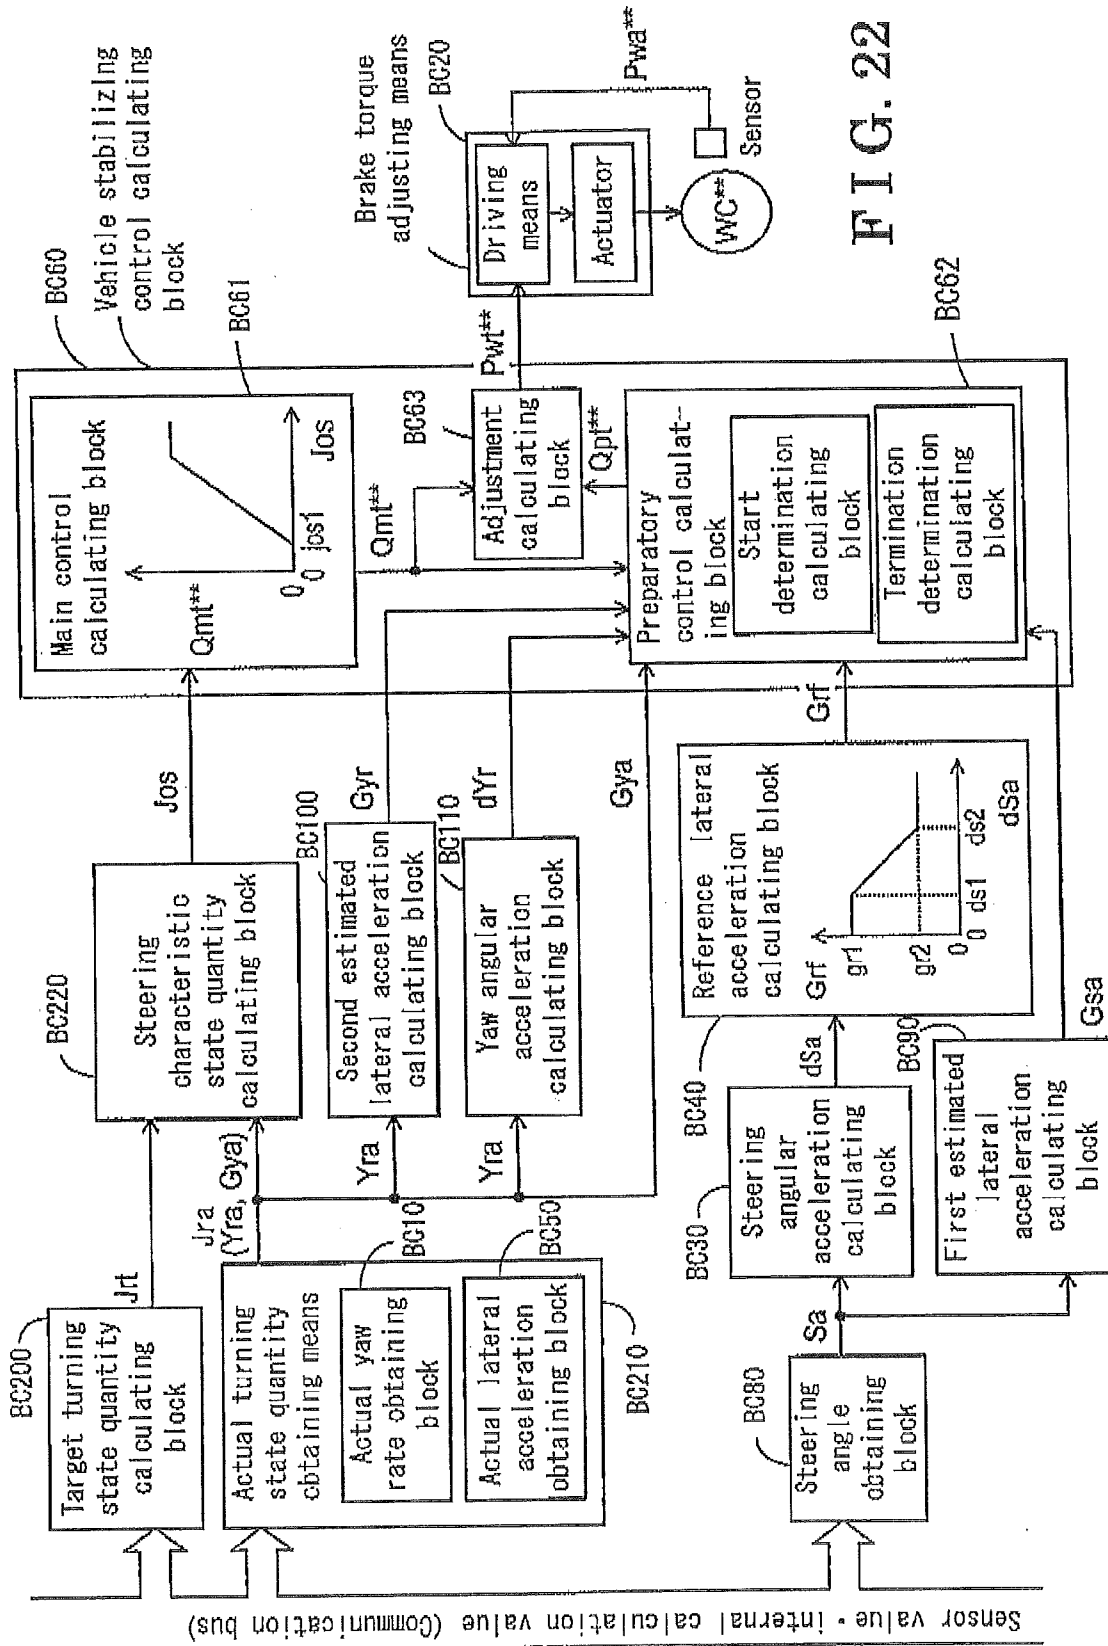 Sensor value・internal calculation value (Communication bus)
BC200
Target turning
state quantity
calculating
block
Jrt
Actual turning
state quantity
obtaining means
Actual yaw
rate obtaining
block
BC10
Actual lateral
acceleration
obtaining block
BC50
BC210
Jra
(Yra, Gya)
BC220
Steering
characteristic
state quantity
calculating block
Jos
Yra
BC100
Second estimated
lateral acceleration
calculating block
Gyr
Yra
BC110
Yaw angular
acceleration
calculating block
dYr
Gya
BC80
Steering
angle
obtaining
block
Sa
BC30
Steering
angular
acceleration
calculating
block
dSa
BC40
Reference lateral
acceleration
calculating block
Grf
gr1
gr2
0
0 ds1 ds2
dSa
Grf
BC90
First estimated
lateral
acceleration
calculating
block
Gsa
BC60
Vehicle stabilizing
control calculating
block
BC61
Main control
calculating block
Qmt**
0
0 jos1 Jos
Qmt**
BC63
Adjustment
calculating
block
Pwt**
Qpt**
BC62
Preparatory
control calculat-
ing block
Start
determination
calculating
block
Termination
determination
calculating
block
Brake torque
adjusting means
BC20
Driving
means
Actuator
WC**
Sensor
Pwa**
FIG. 22